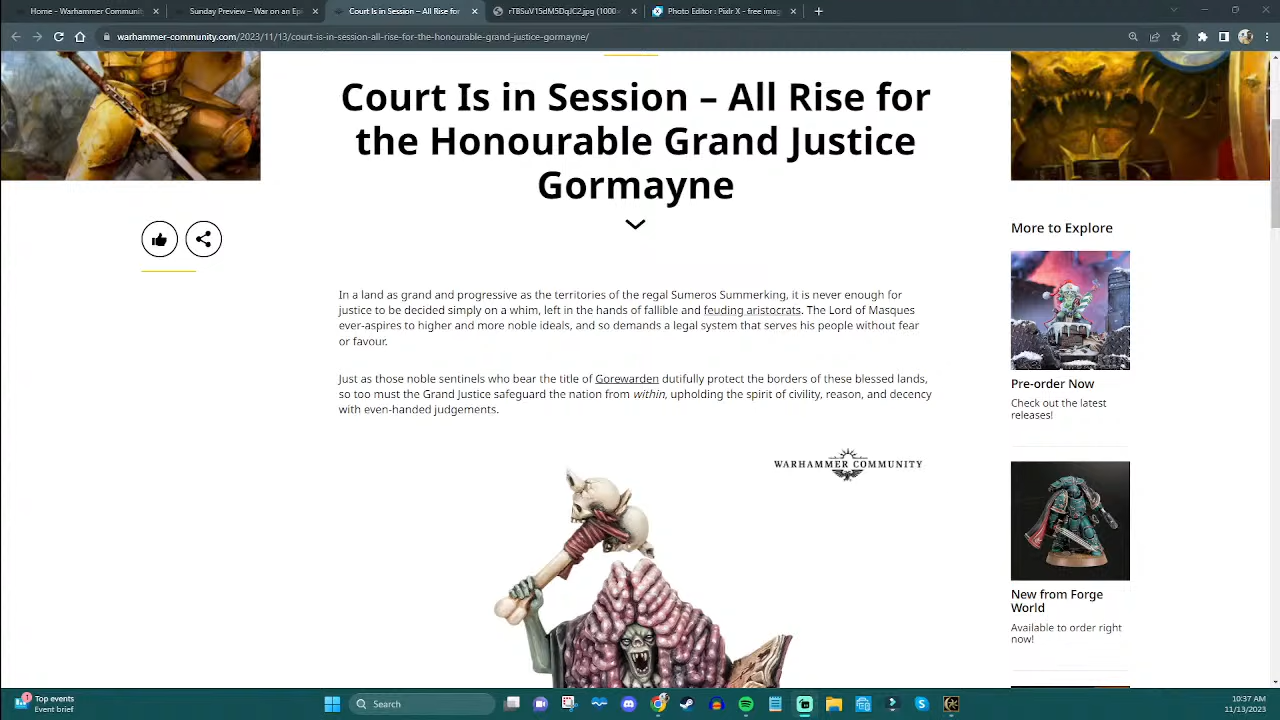 Home – Warhammer Community
Sunday Preview – War on an Epi
Court in Session – All Rise for
rTBSuV15dM5DqJC2.jpg (1000×
Photo Editor : Pixlr X - free imag
warhammer-community.com/2023/11/13/court-is-in-session-all-rise-for-the-honourable-grand-justice-gormayne/
Court Is in Session – All Rise for
the Honourable Grand Justice
Gormayne
More to Explore
In a land as grand and progressive as the territories of the regal Sumeros Summerking, it is never enough for
justice to be decided simply on a whim, left in the hands of fallible and feuding aristocrats. The Lord of Masques
ever-aspires to higher and more noble ideals, and so demands a legal system that serves his people without fear
or favour.
Just as those noble sentinels who bear the title of Gorewarden dutifully protect the borders of these blessed lands,
so too must the Grand Justice safeguard the nation from within, upholding the spirit of civility, reason, and decency
with even-handed judgements.
WARHAMMER COMMUNITY
Pre-order Now
Check out the latest
releases!
New from Forge
World
Available to order right
now!
1
Top events
Event brief
Search
10:37 AM
11/13/2023